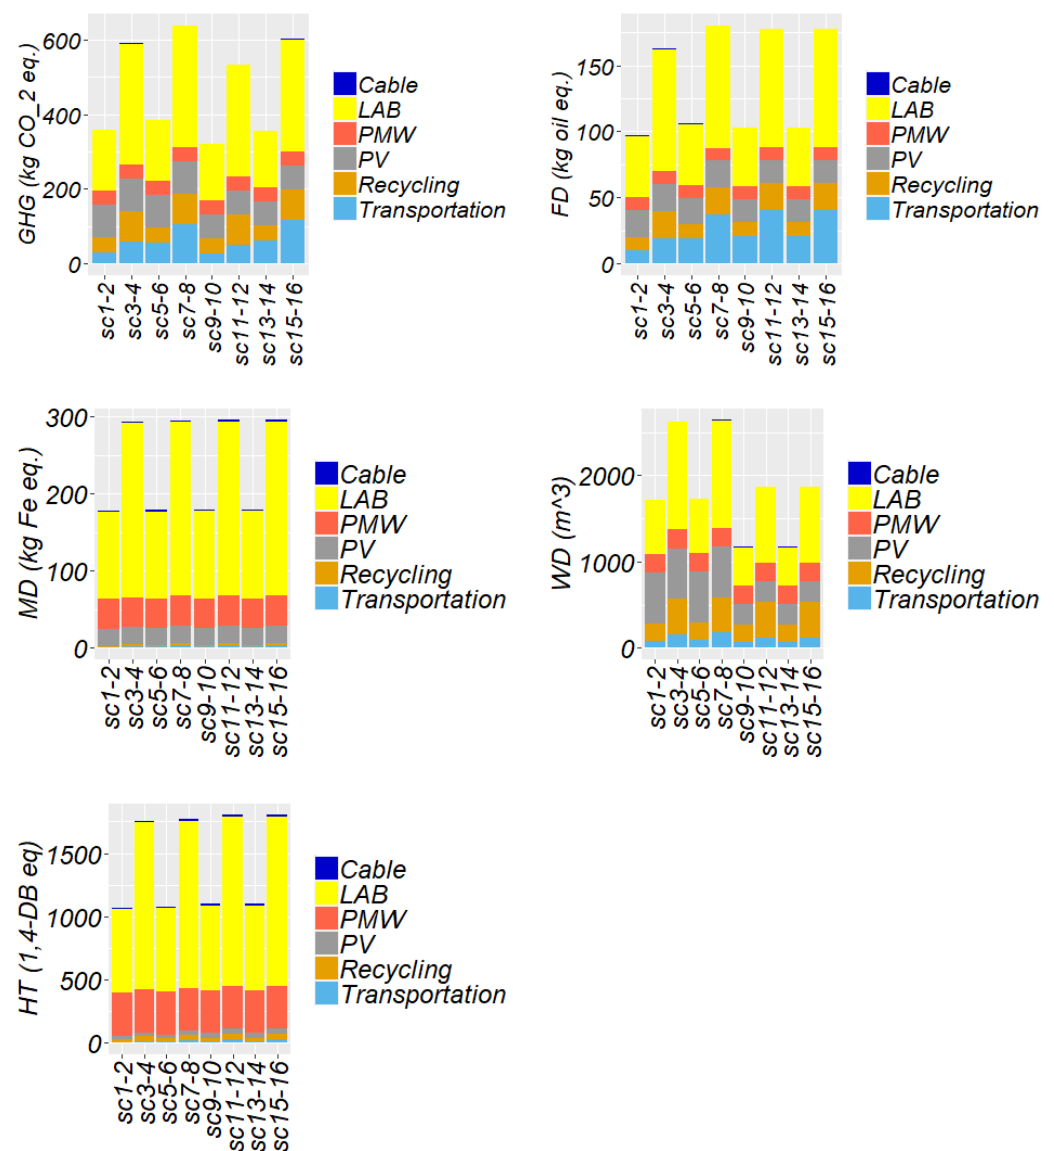 GHG (kg CO_2 eq.)
600
400
200
0
sc1-2
sc3-4
sc5-6
sc7-8
sc9-10
sc11-12
sc13-14
sc15-16
Cable
LAB
PMW
PV
Recycling
Transportation
FD (kg oil eq.)
150
100
50
0
sc1-2
sc3-4
sc5-6
sc7-8
sc9-10
sc11-12
sc13-14
sc15-16
Cable
LAB
PMW
PV
Recycling
Transportation
MD (kg Fe eq.)
300
200
100
0
sc1-2
sc3-4
sc5-6
sc7-8
sc9-10
sc11-12
sc13-14
sc15-16
Cable
LAB
PMW
PV
Recycling
Transportation
WD (m^3)
2000
1000
0
sc1-2
sc3-4
sc5-6
sc7-8
sc9-10
sc11-12
sc13-14
sc15-16
Cable
LAB
PMW
PV
Recycling
Transportation
HT (1,4-DB eq)
1500
1000
500
0
sc1-2
sc3-4
sc5-6
sc7-8
sc9-10
sc11-12
sc13-14
sc15-16
Cable
LAB
PMW
PV
Recycling
Transportation